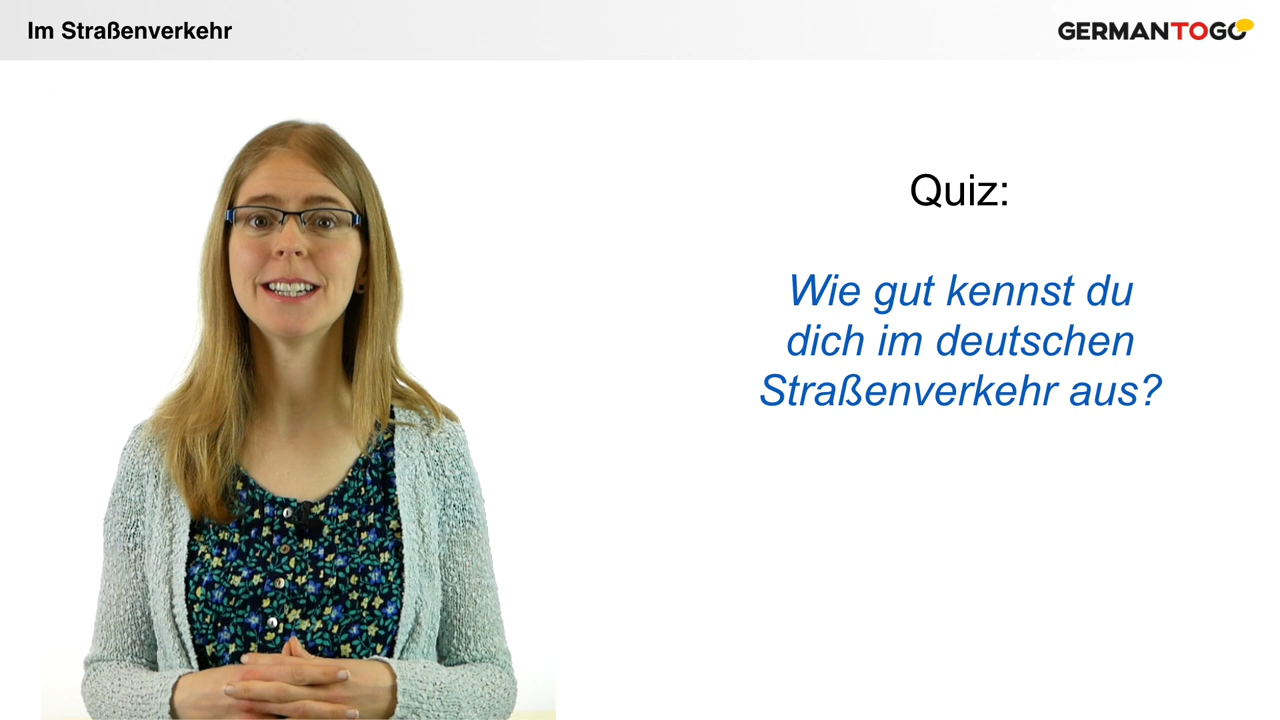 Im Straßenverkehr
GERMANTOGO
Quiz:
Wie gut kennst du
dich im deutschen
Straßenverkehr aus?